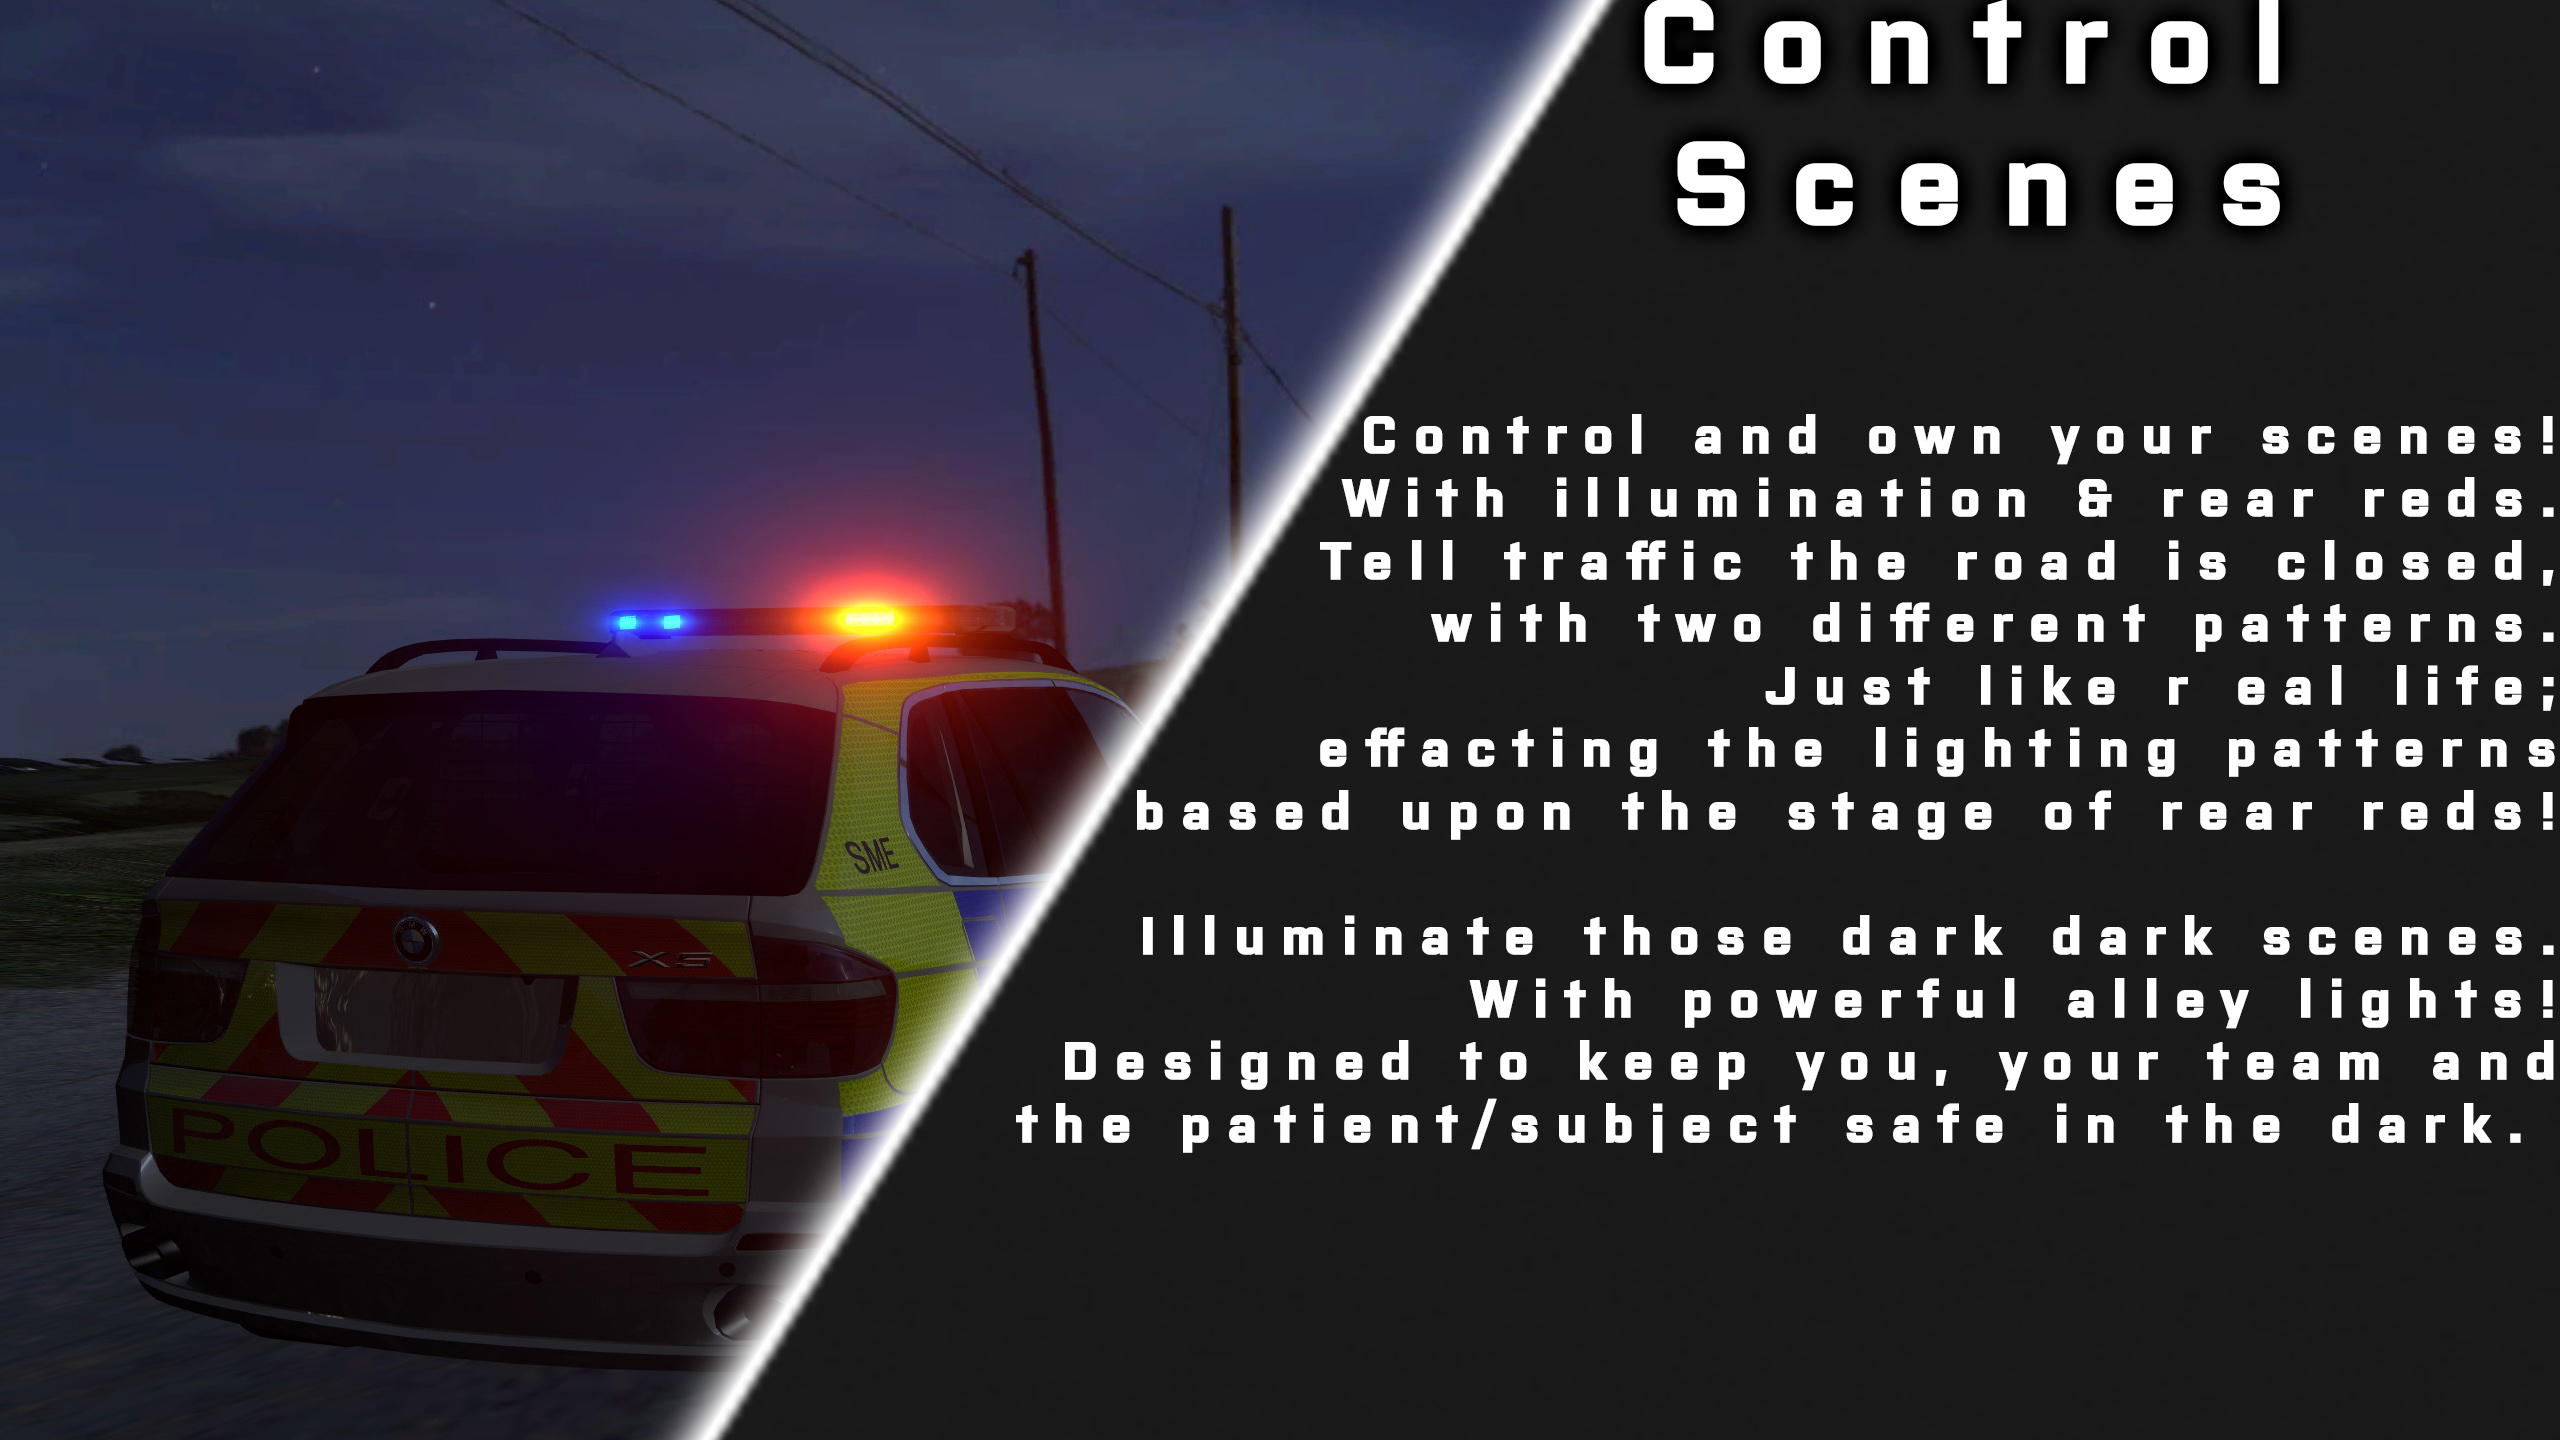 Control
Scenes
Control and own your scenes!
With illumination & rear reds.
Tell traffic the road is closed,
with two different patterns.
Just like r eal life;
effacting the lighting patterns
based upon the stage of rear reds!
Illuminate those dark dark scenes.
With powerful alley lights!
Designed to keep you, your team and
the patient/subject safe in the dark.
SME
X5
POLICE